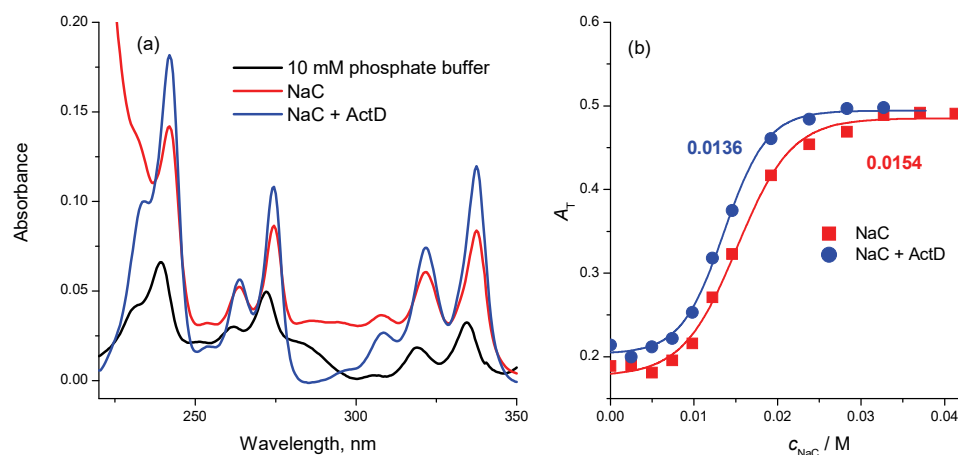 (a)
10 mM phosphate buffer
NaC
NaC + ActD
Absorbance
0.20
0.15
0.10
0.05
0.00
250
300
350
Wavelength, nm
(b)
0.0136
0.0154
NaC
NaC + ActD
A_T
0.5
0.4
0.3
0.2
0.00
0.01
0.02
0.03
0.04
c_NaC / M